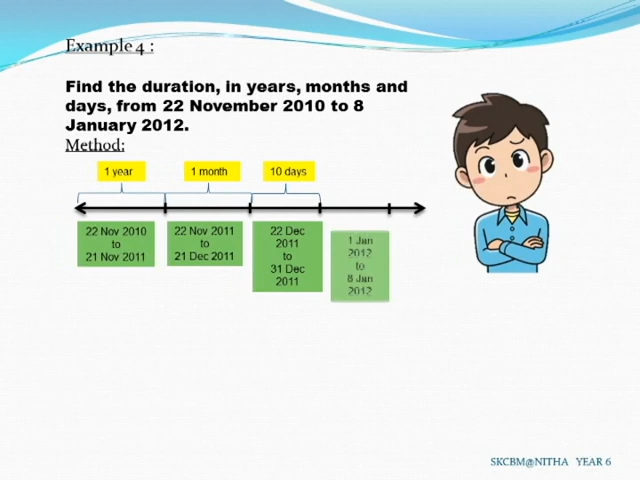 Example 4 :
Find the duration, in years, months and
days, from 22 November 2010 to 8
January 2012.
Method:
1 year
1 month
10 days
22 Nov 2010
to
21 Nov 2011
22 Nov 2011
to
21 Dec 2011
22 Dec
2011
to
31 Dec
2011
1 Jan
2012
to
8 Jan
2012
SKCBM@NITHA YEAR 6